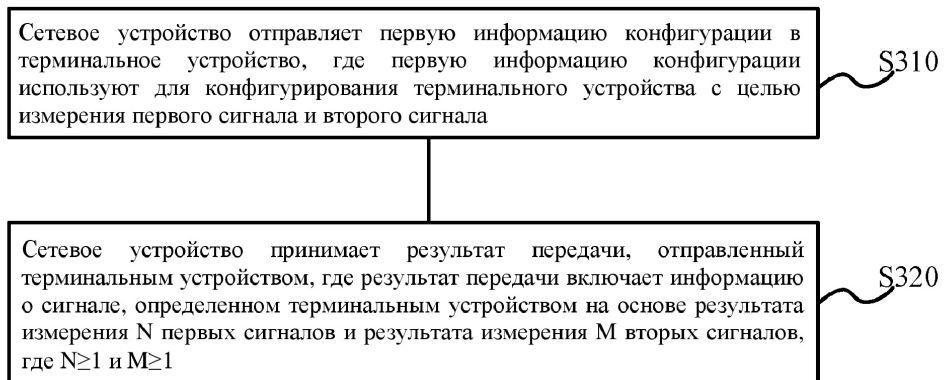 Сетевое устройство отправляет первую информацию конфигурации в
терминальное устройство, где первую информацию конфигурации
используют для конфигурирования терминального устройства с целью
измерения первого сигнала и второго сигнала
S310
Сетевое устройство принимает результат передачи, отправленный
терминальным устройством, где результат передачи включает информацию
о сигнале, определенном терминальным устройством на основе результата
измерения N первых сигналов и результата измерения M вторых сигналов,
где N≥1 и M≥1
S320